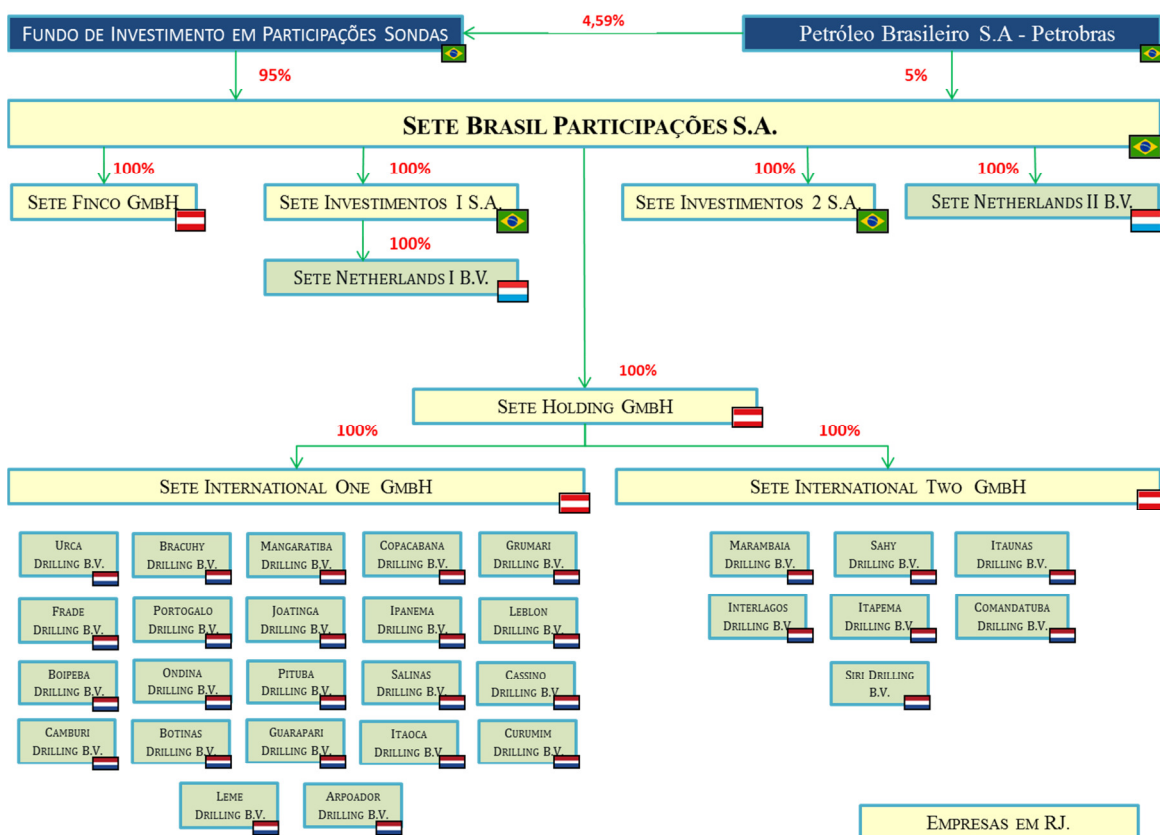 4,59%
FUNDO DE INVESTIMENTO EM PARTICIPAÇÕES SONDAS
Petróleo Brasileiro S.A - Petrobras
95%
5%
SETE BRASIL PARTICIPAÇÕES S.A.
100%
100%
100%
100%
SETE FINCO GMBH
SETE INVESTIMENTOS I S.A.
SETE INVESTIMENTOS 2 S.A.
SETE NETHERLANDS II B.V.
100%
SETE NETHERLANDS I B.V.
100%
SETE HOLDING GMBH
100%
100%
SETE INTERNATIONAL ONE GMBH
SETE INTERNATIONAL TWO GMBH
URCA
DRILLING B.V.
BRACUHY
DRILLING B.V.
MANGARATIBA
DRILLING B.V.
COPACABANA
DRILLING B.V.
GRUMARI
DRILLING B.V.
MARAMBAIA
DRILLING B.V.
SAHY
DRILLING B.V.
ITAUNAS
DRILLING B.V.
FRADE
DRILLING B.V.
PORTOGALO
DRILLING B.V.
JOATINGA
DRILLING B.V.
IPANEMA
DRILLING B.V.
LEBLON
DRILLING B.V.
INTERLAGOS
DRILLING B.V.
ITAPEMA
DRILLING B.V.
COMANDATUBA
DRILLING B.V.
BOIPEBA
DRILLING B.V.
ONDINA
DRILLING B.V.
PITUBA
DRILLING B.V.
SALINAS
DRILLING B.V.
CASSINO
DRILLING B.V.
SIRI DRILLING
B.V.
CAMBURI
DRILLING B.V.
BOTINAS
DRILLING B.V.
GUARAPARI
DRILLING B.V.
ITAOCA
DRILLING B.V.
CURUMIM
DRILLING B.V.
LEME
DRILLING B.V.
ARPOADOR
DRILLING B.V.
EMPRESAS EM RJ.